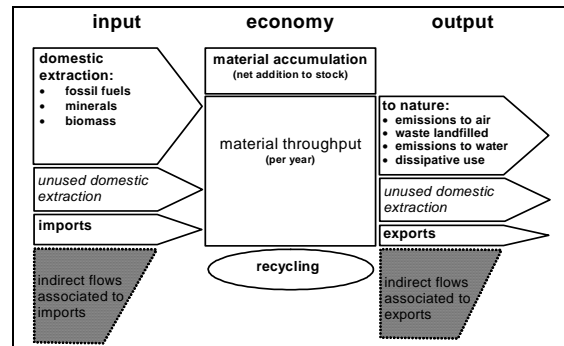 input
economy
output
domestic
extraction:
• fossil fuels
• minerals
• biomass
unused domestic
extraction
imports
indirect flows
associated to
imports
material accumulation
(net addition to stock)
material throughput
(per year)
recycling
to nature:
• emissions to air
• waste landfilled
• emissions to water
• dissipative use
unused domestic
extraction
exports
indirect flows
associated to
exports